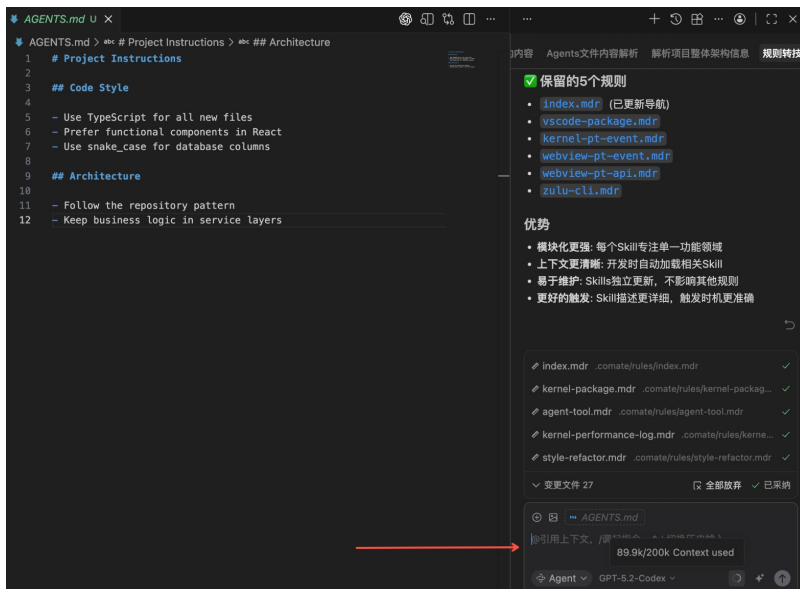 AGENTS.md U
AGENTS.md > # Project Instructions > ## Architecture
1 # Project Instructions
2
3 ## Code Style
4
5 - Use TypeScript for all new files
6 - Prefer functional components in React
7 - Use snake_case for database columns
8
9 ## Architecture
10
11 - Follow the repository pattern
12 - Keep business logic in service layers
内容 Agents文件内容解析 解析项目整体架构信息 规则转技
✅ 保留的5个规则
• index.mdr (已更新导航)
• vscode-package.mdr
• kernel-pt-event.mdr
• webview-pt-event.mdr
• webview-pt-api.mdr
• zulu-cli.mdr
优势
• 模块化更强: 每个Skill专注单一功能领域
• 上下文更清晰: 开发时自动加载相关Skill
• 易于维护: Skills独立更新，不影响其他规则
• 更好的触发: Skill描述更详细，触发时机更准确
index.mdr .comate/rules/index.mdr
kernel-package.mdr .comate/rules/kernel-packag...
agent-tool.mdr .comate/rules/agent-tool.mdr
kernel-performance-log.mdr .comate/rules/kerne...
style-refactor.mdr .comate/rules/style-refactor.mdr
变更文件 27 全部放弃 已采纳
AGENTS.md
@引用上下文，
89.9k/200k Context used
Agent GPT-5.2-Codex